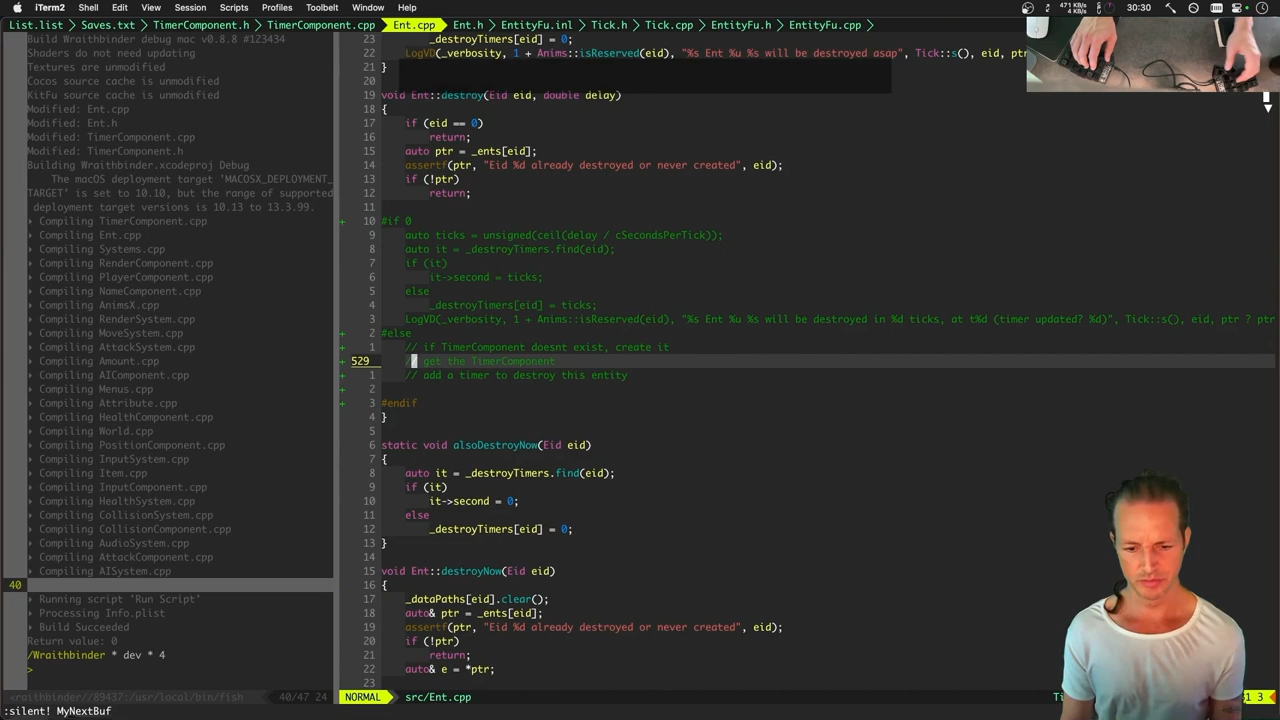 iTerm2 Shell Edit View Session Scripts Profiles Toolbelt Window Help 471 KB/s 4 KB/s 30:30
List.list Saves.txt TimerComponent.h TimerComponent.cpp Ent.cpp Ent.h EntityFu.inl Tick.h Tick.cpp EntityFu.h EntityFu.cpp
Build Wraithbinder debug mac v0.8.8 #123434
Shaders do not need updating
Textures are unmodified
Cocos source cache is unmodified
KitFu source cache is unmodified
Modified: Ent.cpp
Modified: Ent.h
Modified: TimerComponent.cpp
Modified: TimerComponent.h
Building Wraithbinder.xcodeproj Debug
The macOS deployment target 'MACOSX_DEPLOYMENT_
TARGET' is set to 10.10, but the range of supported
deployment target versions is 10.13 to 13.3.99.
Compiling TimerComponent.cpp
Compiling Ent.cpp
Compiling Systems.cpp
Compiling RenderComponent.cpp
Compiling PlayerComponent.cpp
Compiling NameComponent.cpp
Compiling AnimsX.cpp
Compiling RenderSystem.cpp
Compiling MoveSystem.cpp
Compiling AttackSystem.cpp
Compiling Amount.cpp
Compiling AIComponent.cpp
Compiling Menus.cpp
Compiling Attribute.cpp
Compiling HealthComponent.cpp
Compiling World.cpp
Compiling PositionComponent.cpp
Compiling InputSystem.cpp
Compiling Item.cpp
Compiling InputComponent.cpp
Compiling HealthSystem.cpp
Compiling CollisionSystem.cpp
Compiling CollisionComponent.cpp
Compiling AudioSystem.cpp
Compiling AttackComponent.cpp
Compiling AISystem.cpp
40
Running script 'Run Script'
Processing Info.plist
Build Succeeded
Return value: 0
/Wraithbinder * dev * 4
>
<raithbinder//89437:/usr/local/bin/fish 40/47 24
23 _destroyTimers[eid] = 0;
22 LogVD(_verbosity, 1 + Anims::isReserved(eid), "%s Ent %u %s will be destroyed asap", Tick::s(), eid, ptr
21 }
20
19 void Ent::destroy(Eid eid, double delay)
18 {
17 if (eid == 0)
16 return;
15 auto ptr = _ents[eid];
14 assertf(ptr, "Eid %d already destroyed or never created", eid);
13 if (!ptr)
12 return;
11
+ 10 #if 0
9 auto ticks = unsigned(ceil(delay / cSecondsPerTick));
8 auto it = _destroyTimers.find(eid);
7 if (it)
6 it->second = ticks;
5 else
4 _destroyTimers[eid] = ticks;
3 LogVD(_verbosity, 1 + Anims::isReserved(eid), "%s Ent %u %s will be destroyed in %d ticks, at t%d (timer updated? %d)", Tick::s(), eid, ptr ? ptr
+ 2 #else
+ 1 // if TimerComponent doesnt exist, create it
+ 529 // get the TimerComponent
+ 1 // add a timer to destroy this entity
+ 2
+ 3 #endif
4 }
5
6 static void alsoDestroyNow(Eid eid)
7 {
8 auto it = _destroyTimers.find(eid);
9 if (it)
10 it->second = 0;
11 else
12 _destroyTimers[eid] = 0;
13 }
14
15 void Ent::destroyNow(Eid eid)
16 {
17 _dataPaths[eid].clear();
18 auto& ptr = _ents[eid];
19 assertf(ptr, "Eid %d already destroyed or never created", eid);
20 if (!ptr)
21 return;
22 auto& e = *ptr;
23
NORMAL src/Ent.cpp
:silent! MyNextBuf